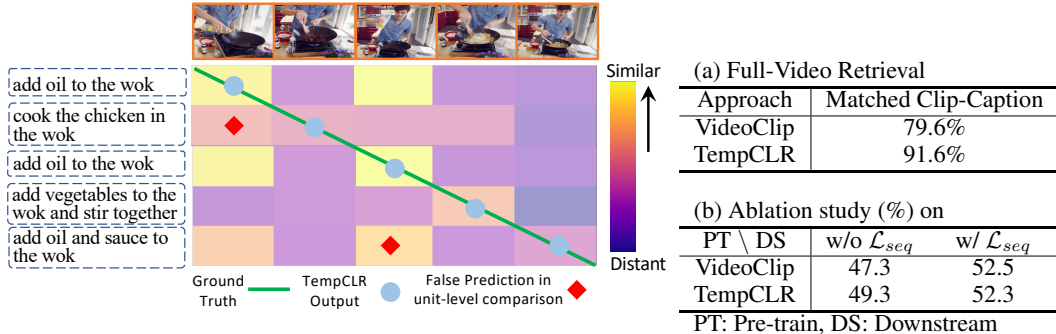 add oil to the wok
cook the chicken in
the wok
add oil to the wok
add vegetables to the
wok and stir together
add oil and sauce to
the wok
Similar
Distant
Ground
Truth
TempCLR
Output
False Prediction in
unit-level comparison
(a) Full-Video Retrieval
Approach Matched Clip-Caption
VideoClip 79.6%
TempCLR 91.6%
(b) Ablation study (%) on
PT \ DS w/o ℒseq w/ ℒseq
VideoClip 47.3 52.5
TempCLR 49.3 52.3
PT: Pre-train, DS: Downstream